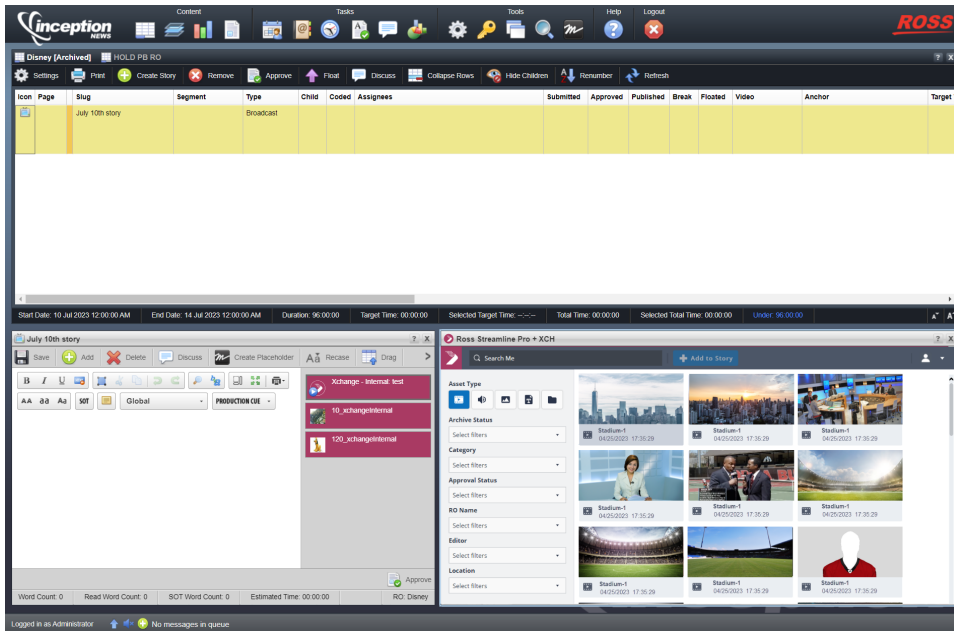 Content
Tasks
Tools
Help
Logout
inception
NEWS
ROSS
Disney [Archived]
HOLD PB RO
? X
Settings
Print
Create Story
Remove
Approve
Float
Discuss
Collapse Rows
Hide Children
Renumber
Refresh
Icon Page Slug Segment Type Child Coded Assignees Submitted Approved Published Break Floated Video Anchor Target
July 10th story Broadcast
Start Date: 10 Jul 2023 12:00:00 AM End Date: 14 Jul 2023 12:00:00 AM Duration: 96:00:00 Target Time: 00:00:00 Selected Target Time: --:--:-- Total Time: 00:00:00 Selected Total Time: 00:00:00 Under: 96:00:00
July 10th story ? X
Save Add Delete Discuss Create Placeholder Recase Drag >
B I U
AA aa Aa SOT Global PRODUCTION CUE
Xchange - Internal: test
10_xchangeInternal
120_xchangeInternal
Approve
Word Count: 0 Read Word Count: 0 SOT Word Count: 0 Estimated Time: 00:00:00 RO: Disney
Ross Streamline Pro + XCH ? X
Search Me
Add to Story
Asset Type
Archive Status
Select filters
Category
Select filters
Approval Status
Select filters
RO Name
Select filters
Editor
Select filters
Location
Select filters
Stadium-1
04/25/2023 17:35:29
Stadium-1
04/25/2023 17:35:29
Stadium-1
04/25/2023 17:35:29
Stadium-1
04/25/2023 17:35:29
Stadium-1
04/25/2023 17:35:29
Stadium-1
04/25/2023 17:35:29
Stadium-1
04/25/2023 17:35:29
Stadium-1
04/25/2023 17:35:29
Stadium-1
04/25/2023 17:35:29
Logged in as Administrator No messages in queue